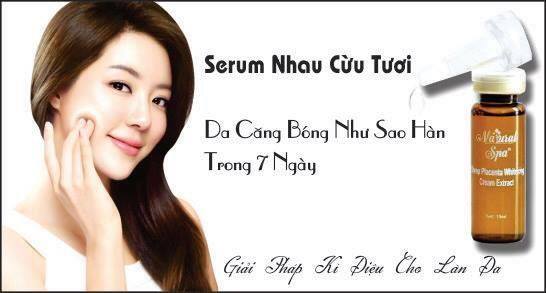 Serum Nhau Cừu Tươi
Da Căng Bóng Như Sao Hàn
Trong 7 Ngày
Natural
Spa
Placenta Whitening
Cream Extract
Giải Pháp Kì Diệu Cho Làn Da